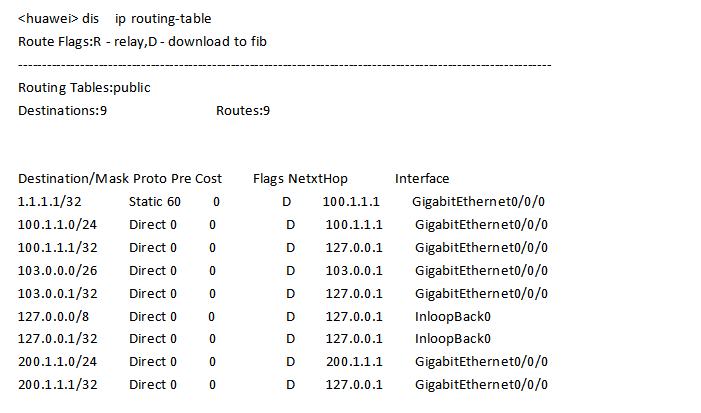 <huawei> dis ip routing-table
Route Flags:R - relay,D - download to fib
------------------------------------------------------------------------------------------------------------------
Routing Tables:public
Destinations:9 Routes:9
Destination/Mask Proto Pre Cost Flags NetxtHop Interface
1.1.1.1/32 Static 60 0 D 100.1.1.1 GigabitEthernet0/0/0
100.1.1.0/24 Direct 0 0 D 100.1.1.1 GigabitEthernet0/0/0
100.1.1.1/32 Direct 0 0 D 127.0.0.1 GigabitEthernet0/0/0
103.0.0.0/26 Direct 0 0 D 103.0.0.1 GigabitEthernet0/0/0
103.0.0.1/32 Direct 0 0 D 127.0.0.1 GigabitEthernet0/0/0
127.0.0.0/8 Direct 0 0 D 127.0.0.1 InloopBack0
127.0.0.1/32 Direct 0 0 D 127.0.0.1 InloopBack0
200.1.1.0/24 Direct 0 0 D 200.1.1.1 GigabitEthernet0/0/0
200.1.1.1/32 Direct 0 0 D 127.0.0.1 GigabitEthernet0/0/0